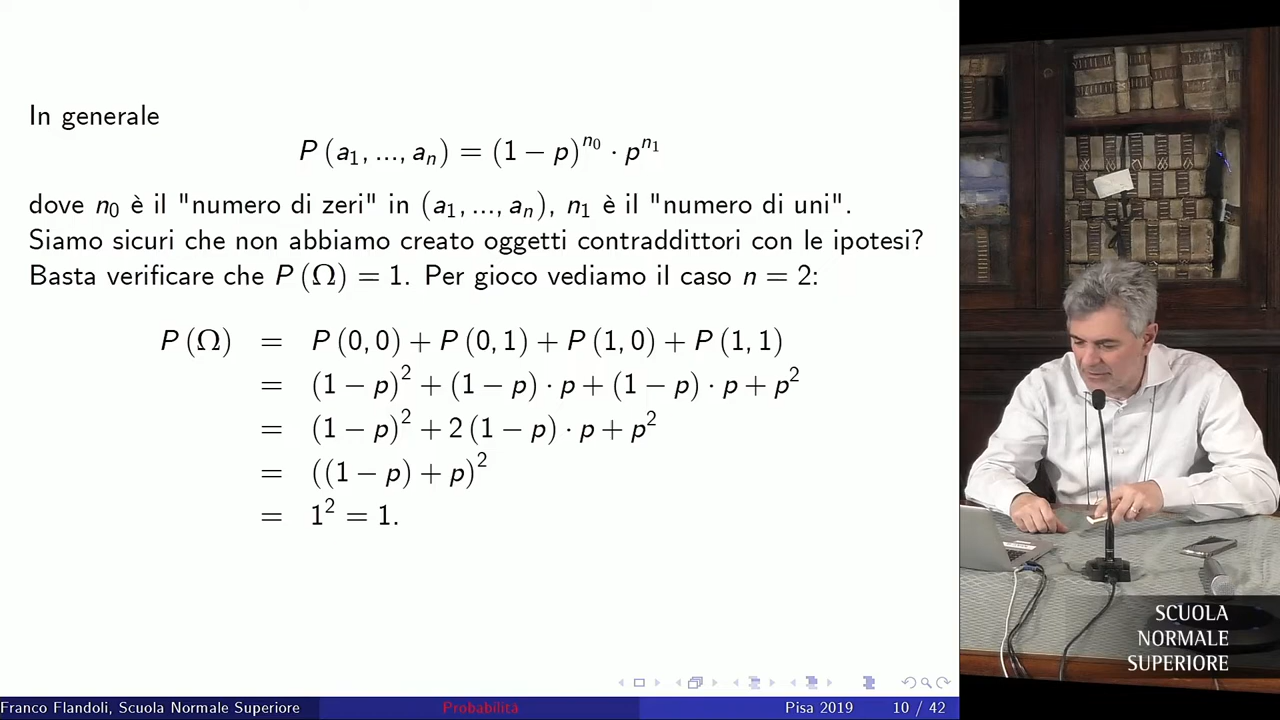 In generale
P (a₁, ..., aₙ) = (1 − p)^{n₀} · p^{n₁}
dove n₀ è il "numero di zeri" in (a₁, ..., aₙ), n₁ è il "numero di uni".
Siamo sicuri che non abbiamo creato oggetti contraddittori con le ipotesi?
Basta verificare che P (Ω) = 1. Per gioco vediamo il caso n = 2:
P (Ω) = P (0, 0) + P (0, 1) + P (1, 0) + P (1, 1)
= (1 − p)² + (1 − p) · p + (1 − p) · p + p²
= (1 − p)² + 2 (1 − p) · p + p²
= ((1 − p) + p)²
= 1² = 1.
SCUOLA
NORMALE
SUPERIORE
Franco Flandoli, Scuola Normale Superiore Probabilità Pisa 2019 10 / 42